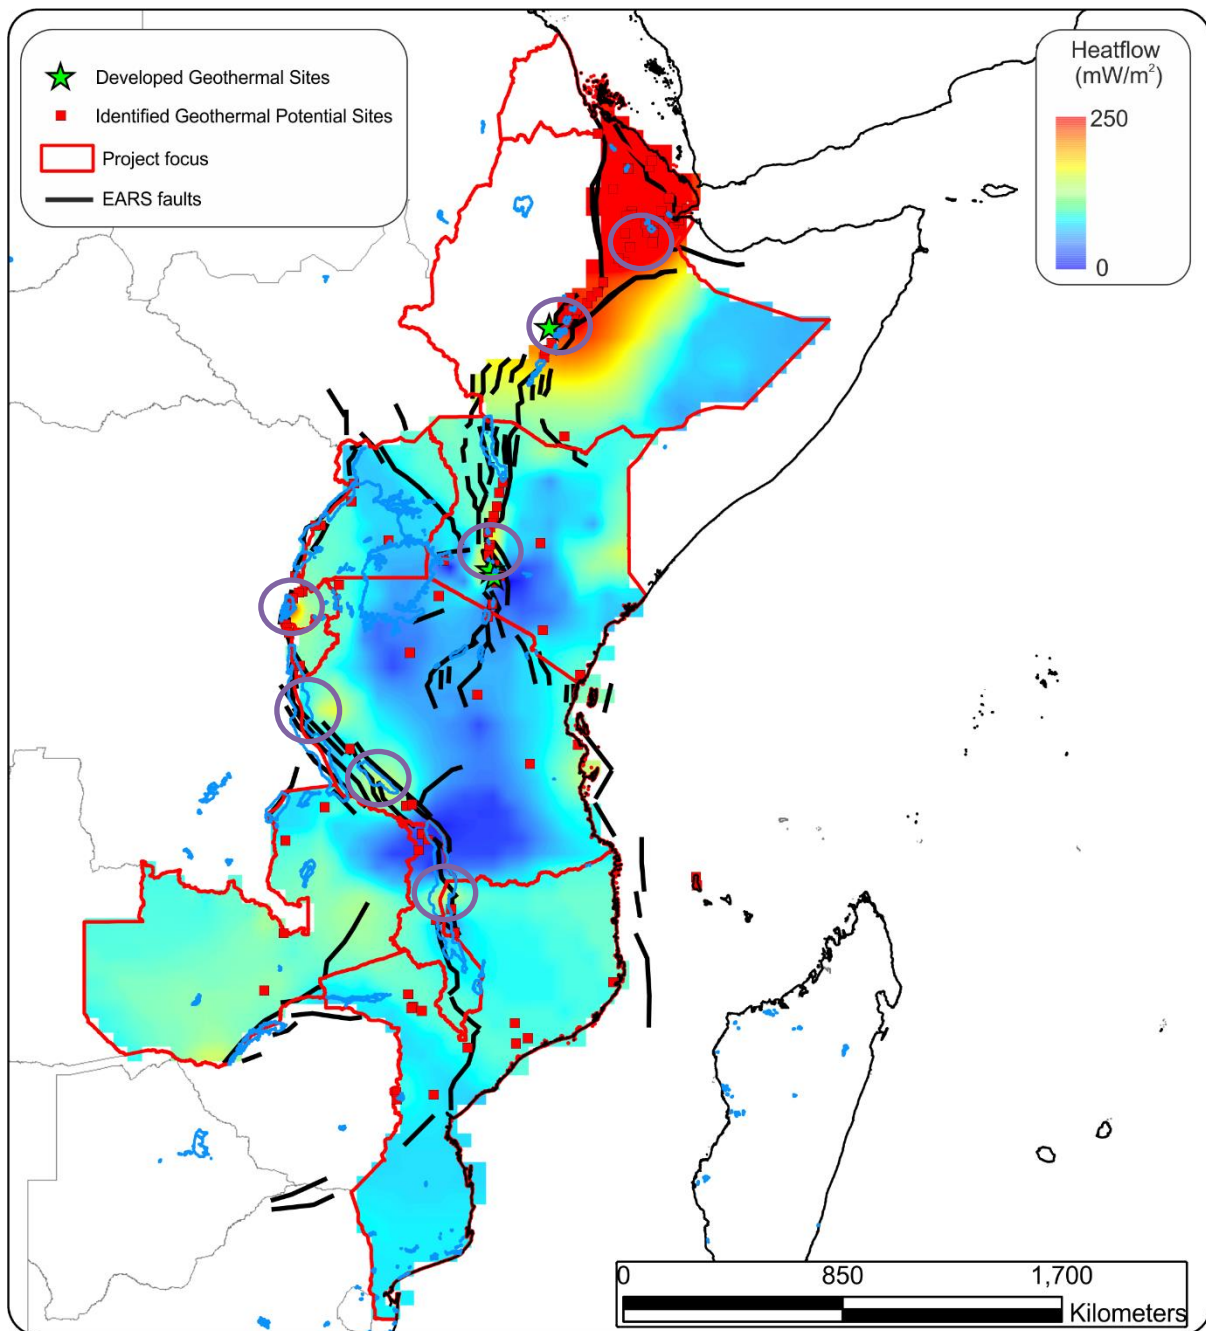 Developed Geothermal Sites
Identified Geothermal Potential Sites
Project focus
EARS faults
Heatflow
(mW/m²)
250
0
0 850 1,700
Kilometers